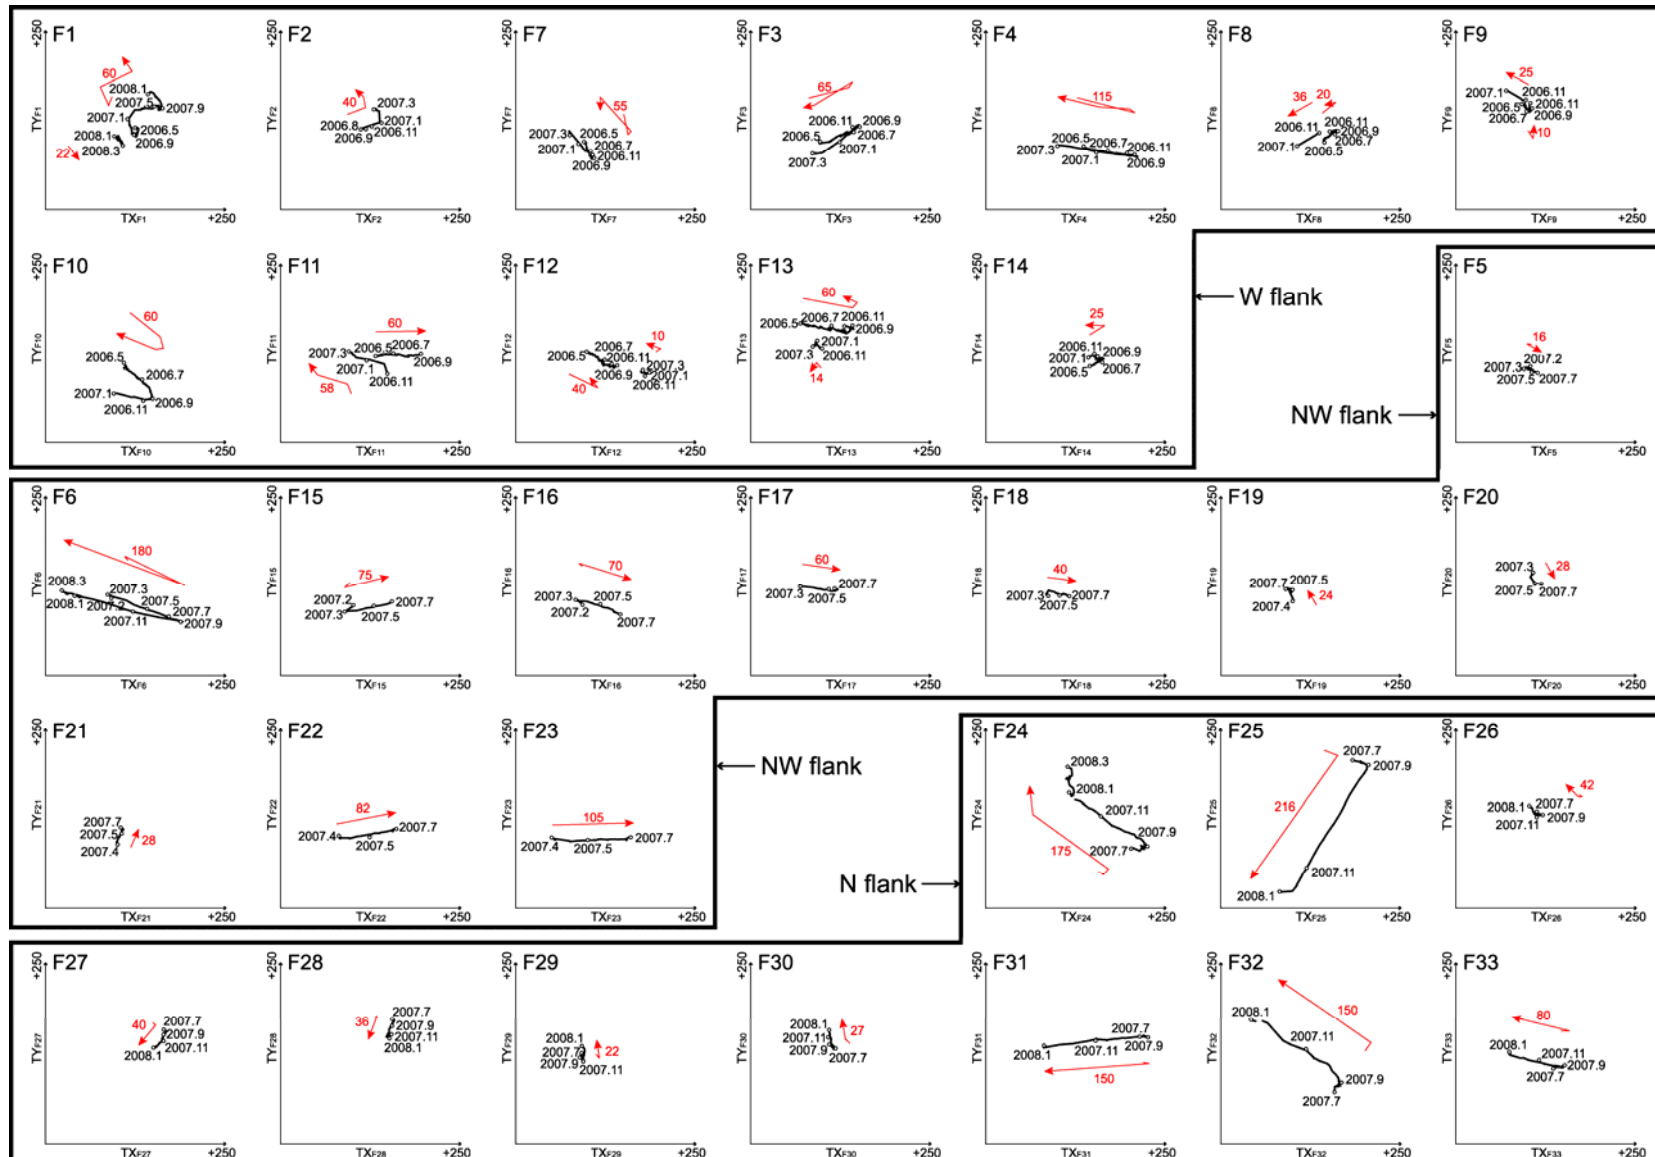 F1
+250
TYF1
60
2008.1
2007.5
2007.9
2007.1
2006.5
2008.1
2006.9
2008.3
22
TXF1
+250
F2
+250
TYF2
40
2007.3
2007.1
2006.8
2006.11
2006.9
TXF2
+250
F7
+250
TYF7
55
2007.3
2006.5
2006.7
2007.1
2006.11
2006.9
TXF7
+250
F3
+250
TYF3
65
2006.11
2006.9
2006.5
2006.7
2007.1
2007.3
TXF3
+250
F4
+250
TYF4
115
2006.5
2006.7
2006.11
2007.3
2007.1
2006.9
TXF4
+250
F8
+250
TYF8
36
20
2006.11
2006.11
2006.9
2007.1
2006.7
2006.5
TXF8
+250
F9
+250
TYF9
25
2007.1
2006.11
2006.5
2006.11
2006.7
2006.9
10
TXF9
+250
F10
+250
TYF10
60
2006.5
2006.7
2007.1
2006.11
2006.9
TXF10
+250
F11
+250
TYF11
60
2007.3
2006.5
2006.7
2007.1
2006.9
2006.11
58
TXF11
+250
F12
+250
TYF12
10
2006.7
2006.5
2006.11
2007.3
2006.9
2007.1
2006.11
40
TXF12
+250
F13
+250
TYF13
60
2006.7
2006.11
2006.5
2006.9
2007.1
2007.3
2006.11
14
TXF13
+250
F14
+250
TYF14
25
2006.11
2006.9
2007.1
2006.5
2006.7
TXF14
+250
W flank
NW flank
F5
+250
TYF5
16
2007.2
2007.3
2007.5
2007.7
TXF5
+250
F6
+250
TYF6
180
2008.3
2007.3
2008.1
2007.2
2007.5
2007.7
2007.11
2007.9
TXF6
+250
F15
+250
TYF15
75
2007.2
2007.7
2007.3
2007.5
TXF15
+250
F16
+250
TYF16
70
2007.3
2007.5
2007.2
2007.7
TXF16
+250
F17
+250
TYF17
60
2007.7
2007.3
2007.5
TXF17
+250
F18
+250
TYF18
40
2007.3
2007.7
2007.5
TXF18
+250
F19
+250
TYF19
2007.7
2007.5
2007.4
24
TXF19
+250
F20
+250
TYF20
28
2007.3
2007.5
2007.7
TXF20
+250
F21
+250
TYF21
2007.7
2007.5
2007.4
28
TXF21
+250
F22
+250
TYF22
82
2007.4
2007.7
2007.5
TXF22
+250
F23
+250
TYF23
105
2007.4
2007.7
2007.5
TXF23
+250
NW flank
N flank
F24
+250
TYF24
2008.3
2008.1
2007.11
2007.9
2007.7
175
TXF24
+250
F25
+250
TYF25
2007.7
2007.9
216
2007.11
2008.1
TXF25
+250
F26
+250
TYF26
42
2008.1
2007.7
2007.11
2007.9
TXF26
+250
F27
+250
TYF27
40
2007.7
2007.9
2007.11
2008.1
TXF27
+250
F28
+250
TYF28
36
2007.7
2007.9
2007.11
2008.1
TXF28
+250
F29
+250
TYF29
2008.1
2007.7
22
2007.9
2007.11
TXF29
+250
F30
+250
TYF30
2008.1
27
2007.11
2007.9
2007.7
TXF30
+250
F31
+250
TYF31
2007.7
2008.1
2007.11
2007.9
150
TXF31
+250
F32
+250
TYF32
150
2008.1
2007.11
2007.9
2007.7
TXF32
+250
F33
+250
TYF33
80
2008.1
2007.11
2007.9
2007.7
TXF33
+250